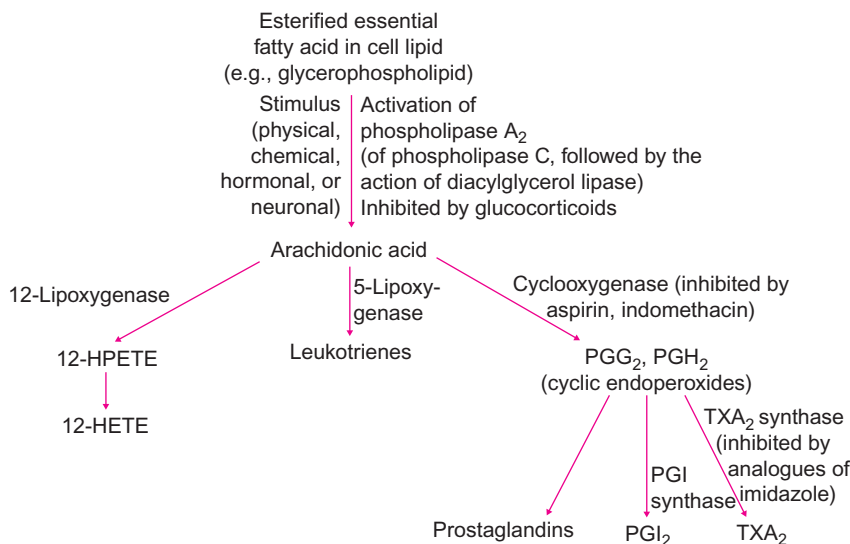 Esterified essential
fatty acid in cell lipid
(e.g., glycerophospholipid)
Stimulus
(physical,
chemical,
hormonal, or
neuronal)
Activation of
phospholipase A2
(of phospholipase C, followed by the
action of diacylglycerol lipase)
Inhibited by glucocorticoids
Arachidonic acid
12-Lipoxygenase
5-Lipoxy-
genase
Cyclooxygenase (inhibited by
aspirin, indomethacin)
12-HPETE
Leukotrienes
PGG2, PGH2
(cyclic endoperoxides)
12-HETE
TXA2 synthase
(inhibited by
analogues of
imidazole)
PGI
synthase
Prostaglandins
PGI2
TXA2